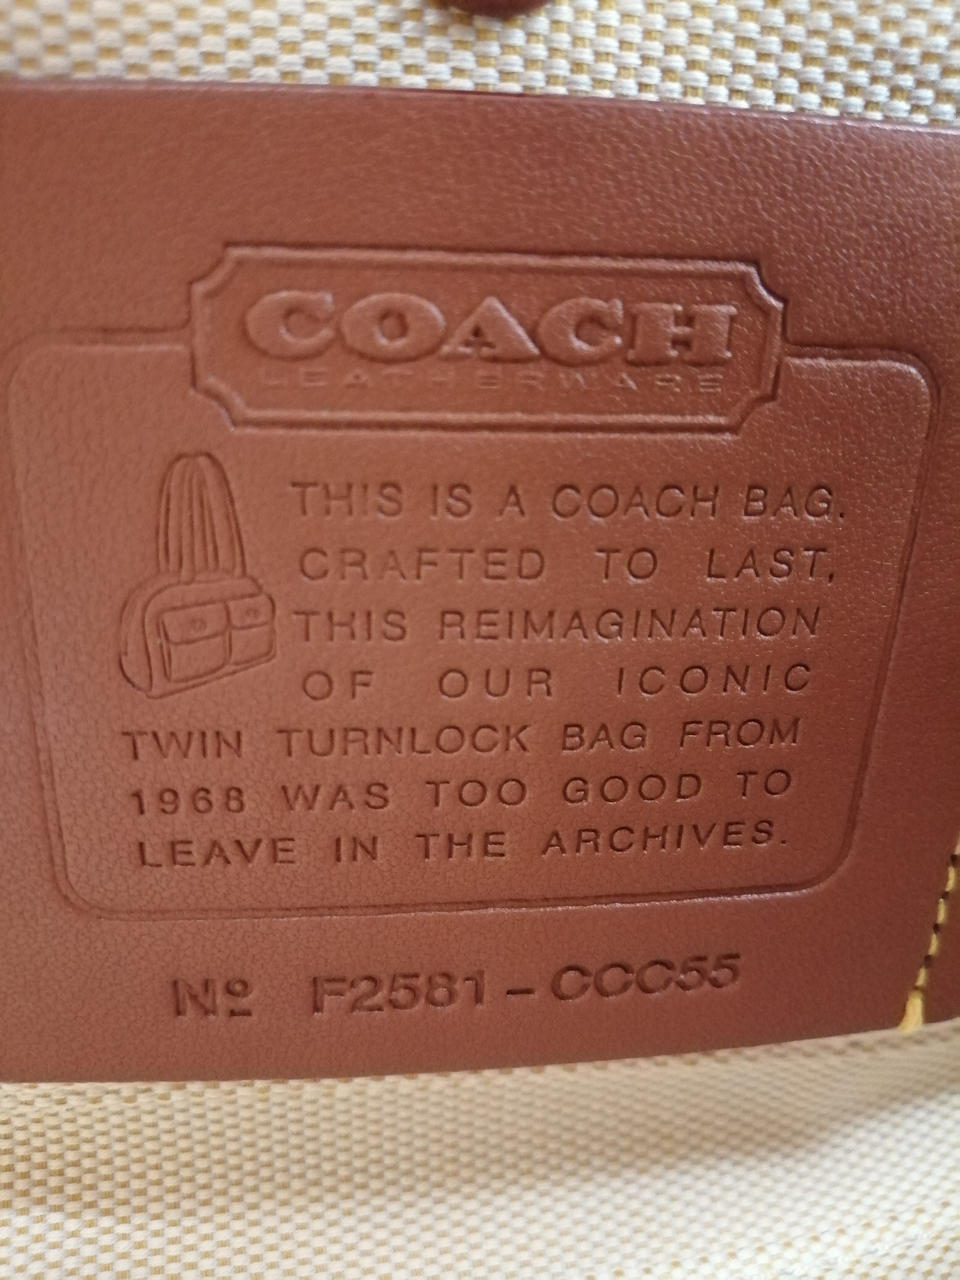 COACH
LEATHERWARE
THIS IS A COACH BAG.
CRAFTED TO LAST,
THIS REIMAGINATION
OF OUR ICONIC
TWIN TURNLOCK BAG FROM
1968 WAS TOO GOOD TO
LEAVE IN THE ARCHIVES.
Nº F2581-CCC55